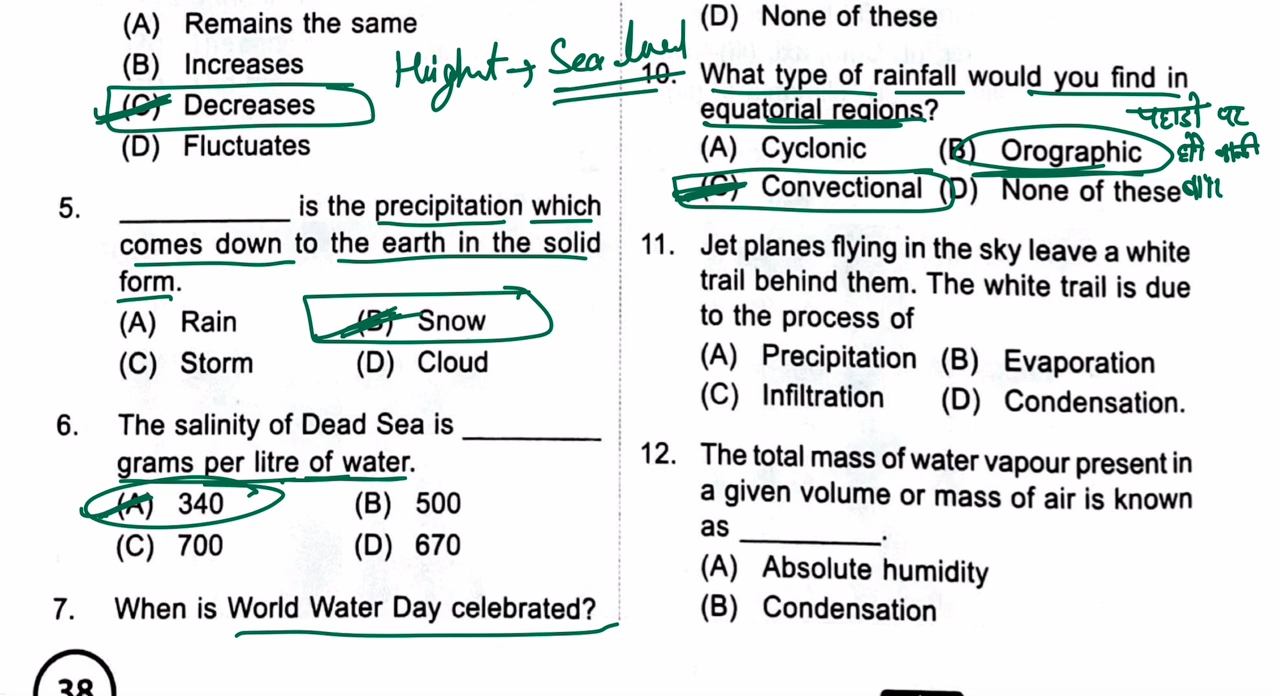 (A) Remains the same
(B) Increases
(C) Decreases
(D) Fluctuates
Hight → Sea level
5. __________ is the precipitation which
comes down to the earth in the solid
form.
(A) Rain (B) Snow
(C) Storm (D) Cloud
6. The salinity of Dead Sea is ________
grams per litre of water.
(A) 340 (B) 500
(C) 700 (D) 670
7. When is World Water Day celebrated?
38
(D) None of these
10. What type of rainfall would you find in
equatorial regions?
(A) Cyclonic (B) Orographic
(C) Convectional (D) None of these
पहाडो पर
11. Jet planes flying in the sky leave a white
trail behind them. The white trail is due
to the process of
(A) Precipitation (B) Evaporation
(C) Infiltration (D) Condensation.
12. The total mass of water vapour present in
a given volume or mass of air is known
as ________.
(A) Absolute humidity
(B) Condensation